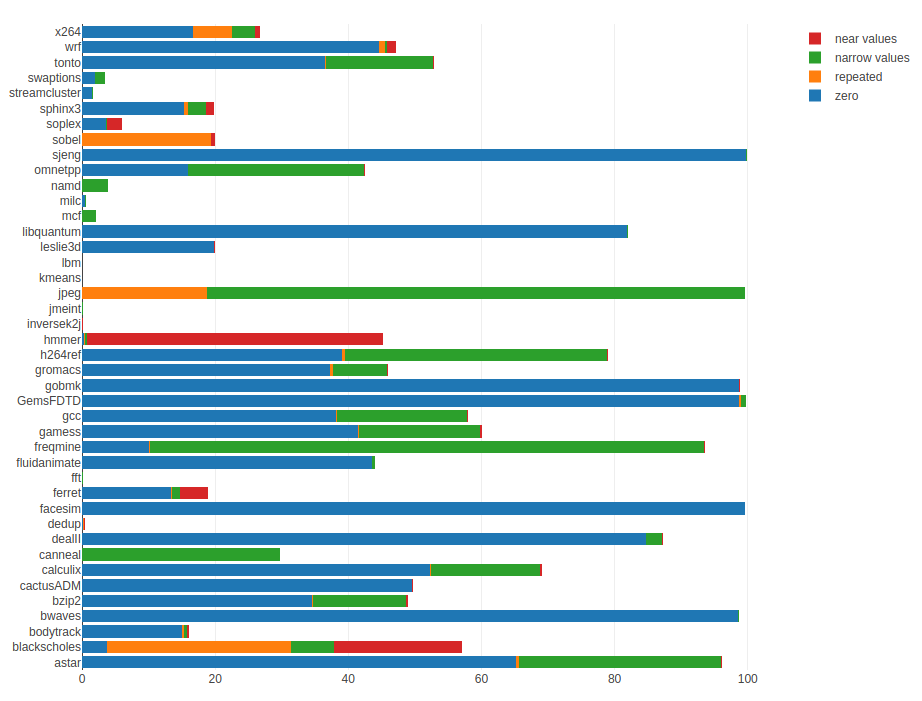 x264
wrf
tonto
swaptions
streamcluster
sphinx3
soplex
sobel
sjeng
omnetpp
namd
milc
mcf
libquantum
leslie3d
lbm
kmeans
jpeg
jmeint
inversek2j
hmmer
h264ref
gromacs
gobmk
GemsFDTD
gcc
gamess
freqmine
fluidanimate
fft
ferret
facesim
dedup
dealII
canneal
calculix
cactusADM
bzip2
bwaves
bodytrack
blackscholes
astar
0 20 40 60 80 100
near values
narrow values
repeated
zero